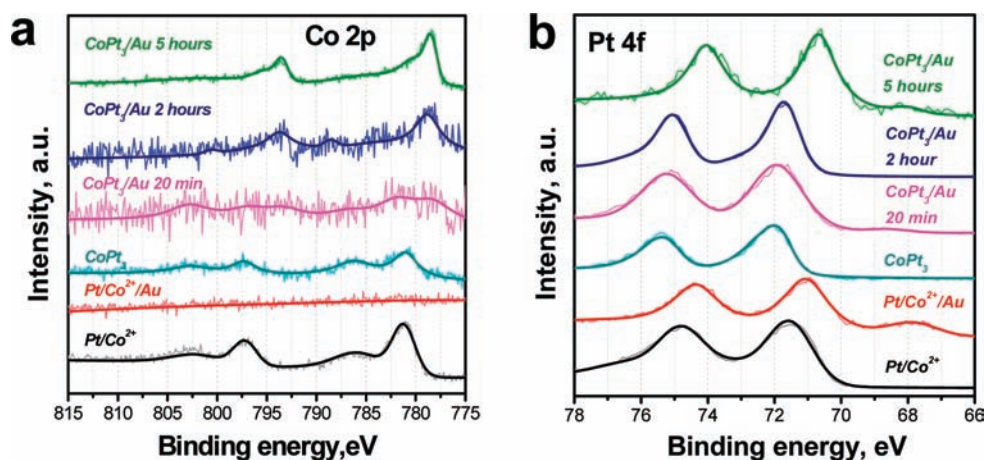 a
Co 2p
CoPt₃/Au 5 hours
CoPt₃/Au 2 hours
CoPt₃/Au 20 min
CoPt₃
Pt/Co²⁺/Au
Pt/Co²⁺
Intensity, a.u.
815 810 805 800 795 790 785 780 775
Binding energy,eV
b
Pt 4f
CoPt₃/Au
5 hours
CoPt₃/Au
2 hour
CoPt₃/Au
20 min
CoPt₃
Pt/Co²⁺/Au
Pt/Co²⁺
Intensity, a.u.
78 76 74 72 70 68 66
Binding energy, eV